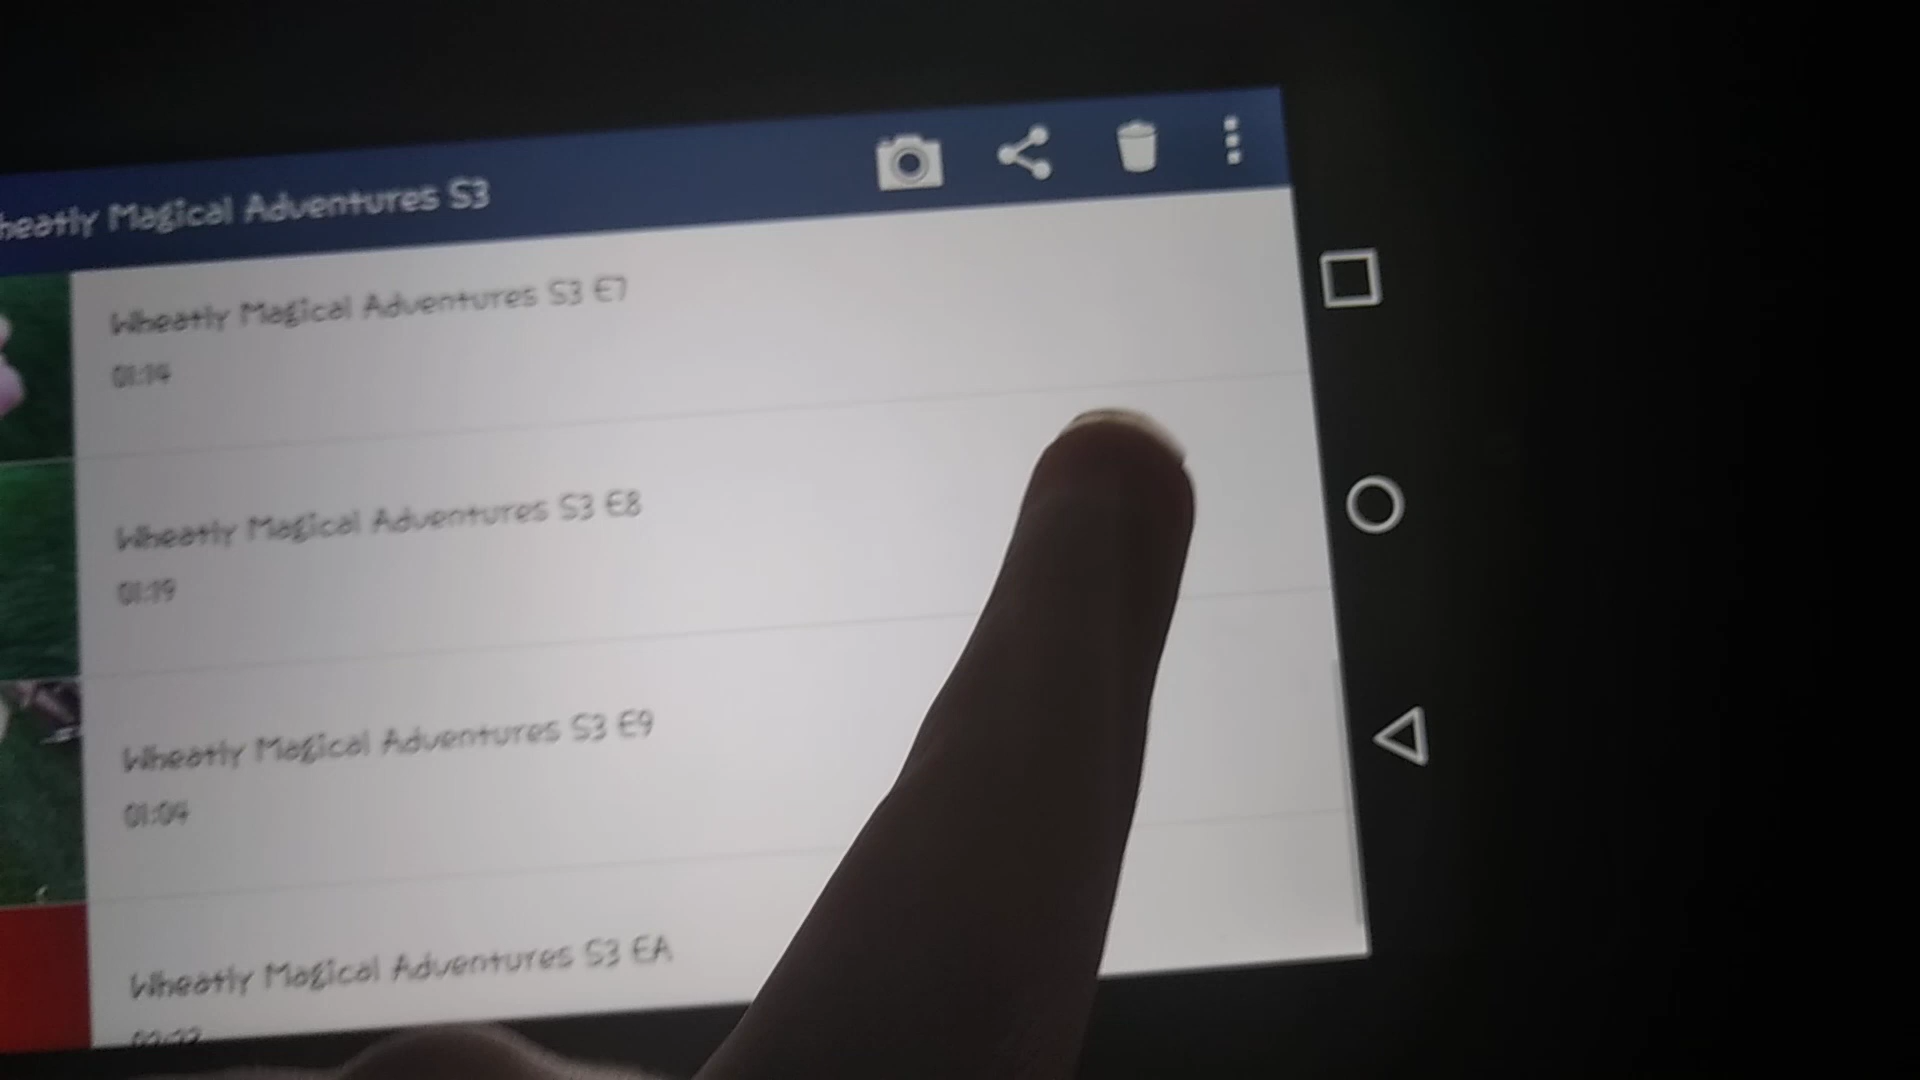 heatly Magical Adventures S3
Wheatly Magical Adventures S3 E7
01:14
Wheatly Magical Adventures S3 E8
01:19
Wheatly Magical Adventures S3 E9
01:04
Wheatly Magical Adventures S3 EA